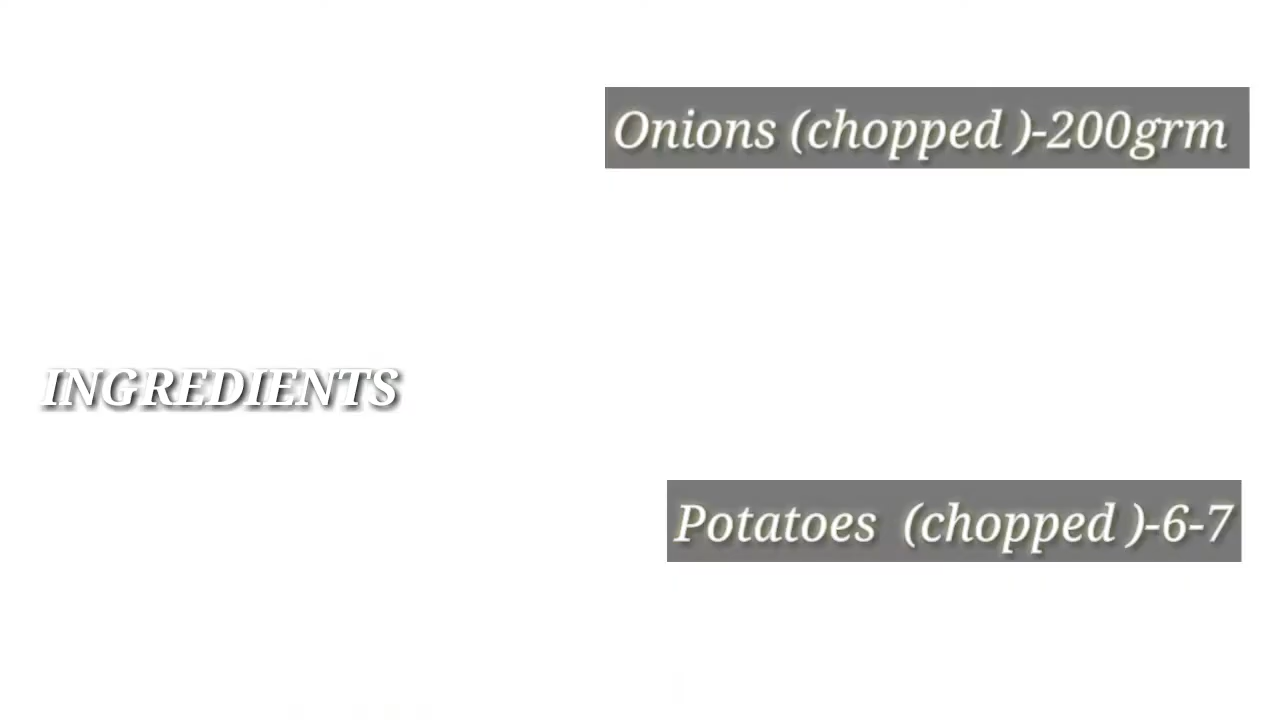 Onions (chopped )-200grm
INGREDIENTS
Potatoes (chopped )-6-7